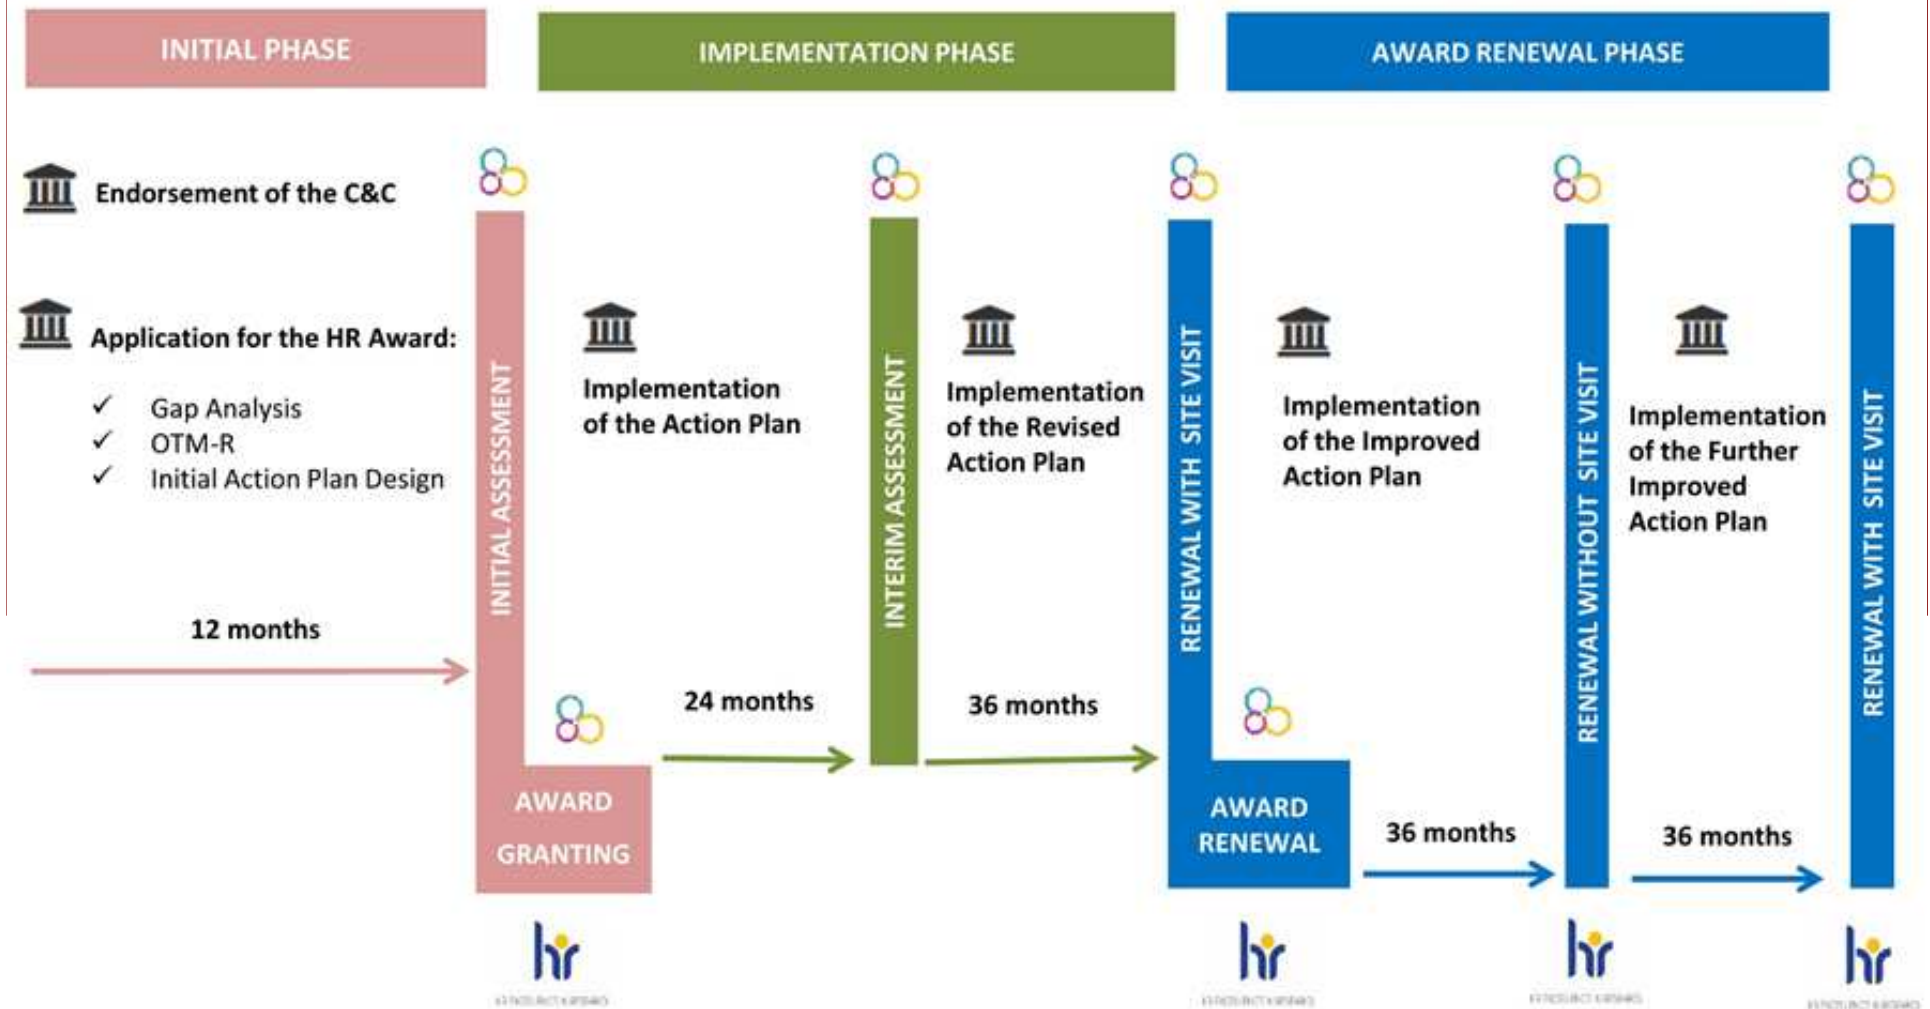 INITIAL PHASE
IMPLEMENTATION PHASE
AWARD RENEWAL PHASE
Endorsement of the C&C
Application for the HR Award:
✓ Gap Analysis
✓ OTM-R
✓ Initial Action Plan Design
12 months
INITIAL ASSESSMENT
AWARD
GRANTING
hr
Implementation
of the Action Plan
24 months
INTERIM ASSESSMENT
Implementation
of the Revised
Action Plan
36 months
RENEWAL WITH SITE VISIT
AWARD
RENEWAL
hr
Implementation
of the Improved
Action Plan
36 months
RENEWAL WITHOUT SITE VISIT
hr
Implementation
of the Further
Improved
Action Plan
36 months
RENEWAL WITH SITE VISIT
hr